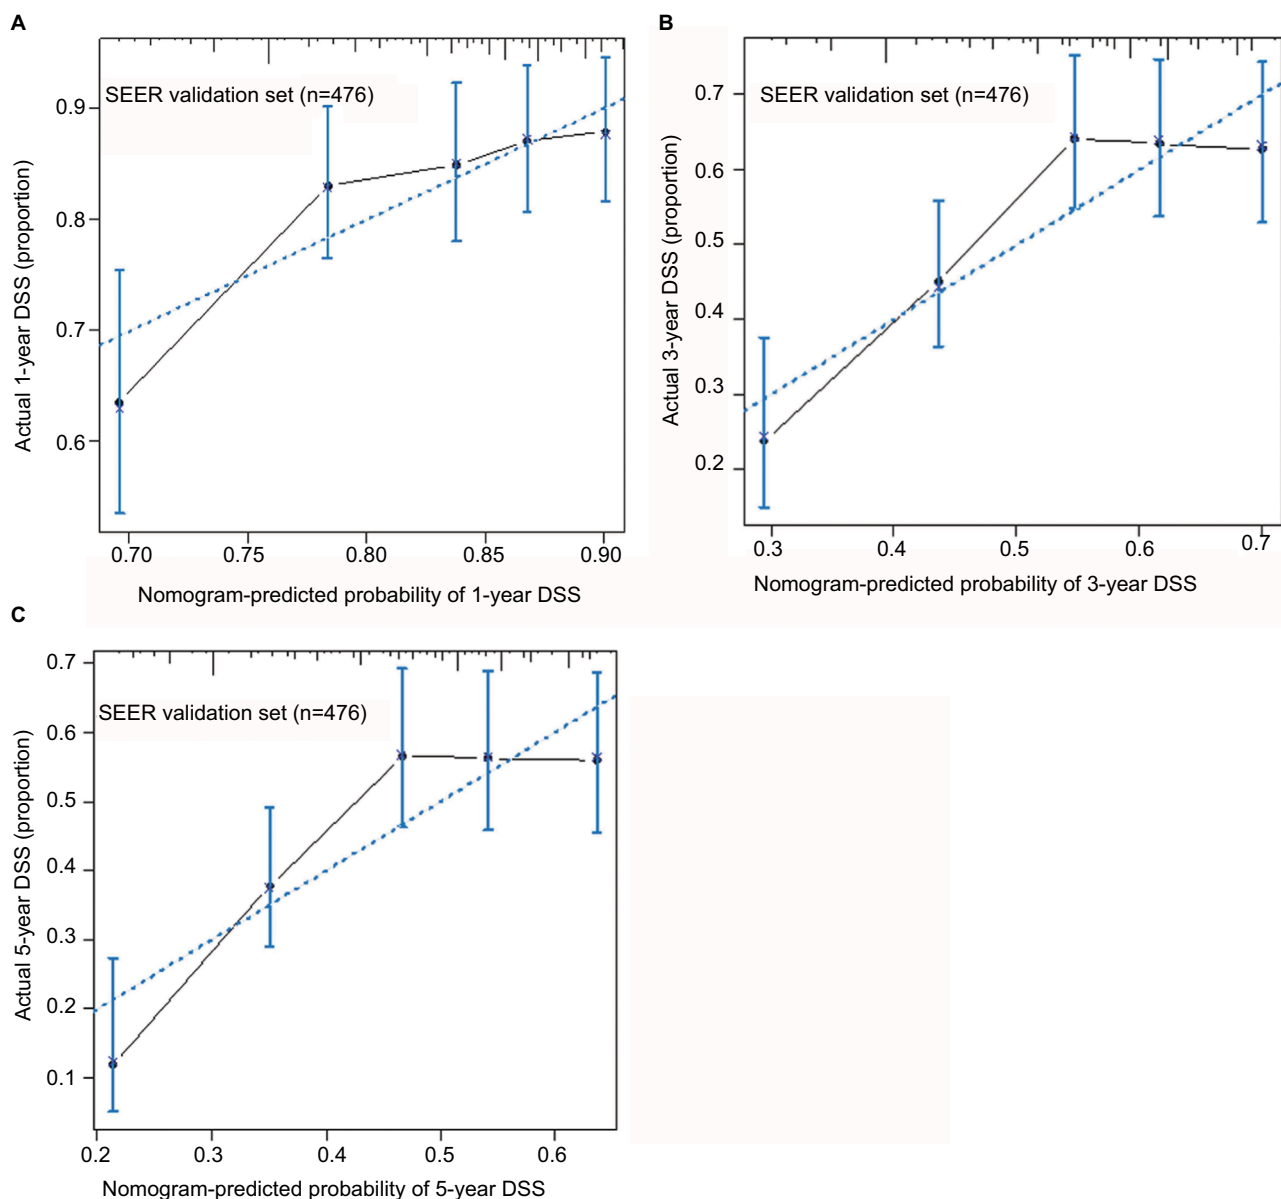 A
SEER validation set (n=476)
Actual 1-year DSS (proportion)
0.9
0.8
0.7
0.6
0.70 0.75 0.80 0.85 0.90
Nomogram-predicted probability of 1-year DSS
B
SEER validation set (n=476)
Actual 3-year DSS (proportion)
0.7
0.6
0.5
0.4
0.3
0.2
0.3 0.4 0.5 0.6 0.7
Nomogram-predicted probability of 3-year DSS
C
SEER validation set (n=476)
Actual 5-year DSS (proportion)
0.7
0.6
0.5
0.4
0.3
0.2
0.1
0.2 0.3 0.4 0.5 0.6
Nomogram-predicted probability of 5-year DSS